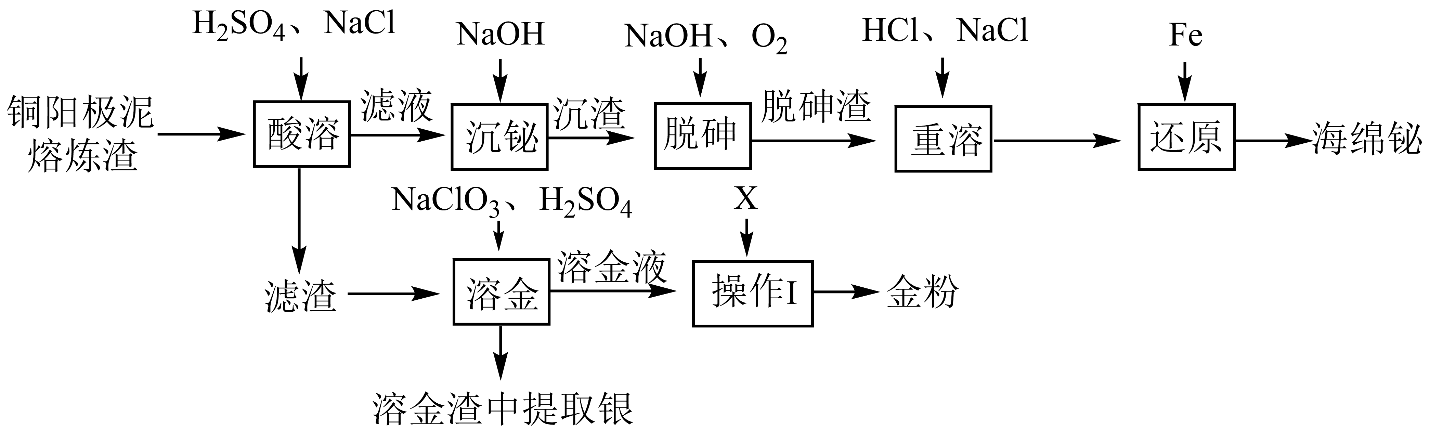 H₂SO₄、NaCl
NaOH
NaOH、O₂
HCl、NaCl
Fe
铜阳极泥
熔炼渣
酸溶
滤液
沉铋
沉渣
脱砷
脱砷渣
重溶
还原
海绵铋
NaClO₃、H₂SO₄
X
滤渣
溶金
溶金液
操作I
金粉
溶金渣中提取银